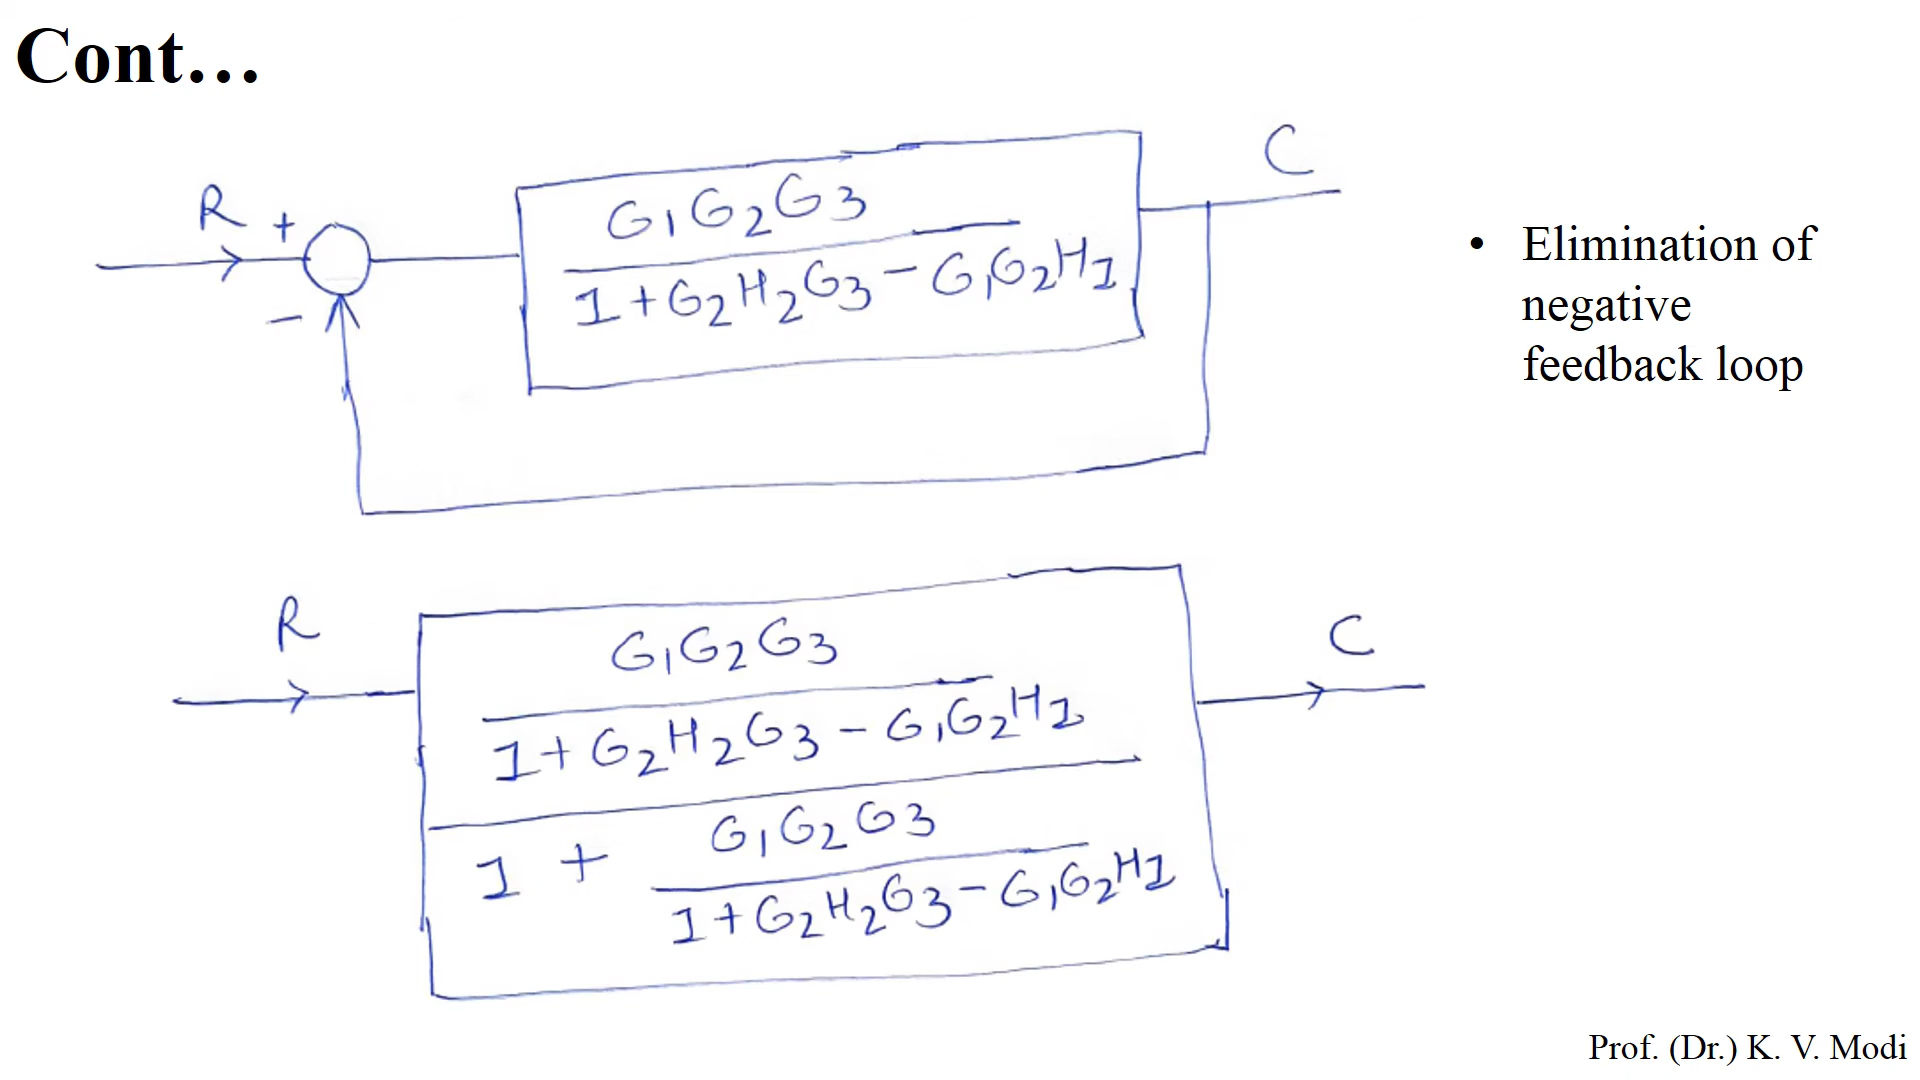 Cont…
R + C
G1G2G3
1+G2H2G3-G1G2H1
-
• Elimination of
negative
feedback loop
R C
G1G2G3
1+G2H2G3-G1G2H1
1 + G1G2G3
1+G2H2G3-G1G2H1
Prof. (Dr.) K. V. Modi